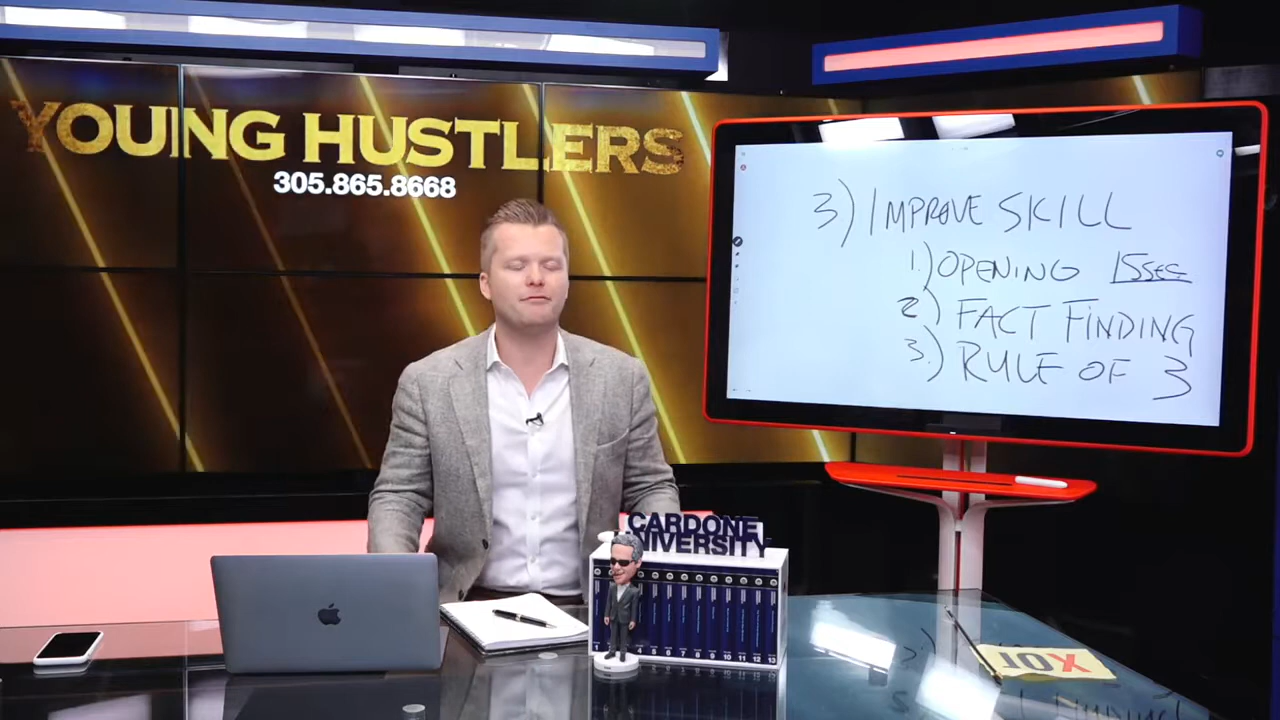 YOUNG HUSTLERS
305.865.8668
3) IMPROVE SKILL
1.) OPENING 15SEC
2) FACT FINDING
3.) RULE OF 3
CARDONE
UNIVERSITY
10X